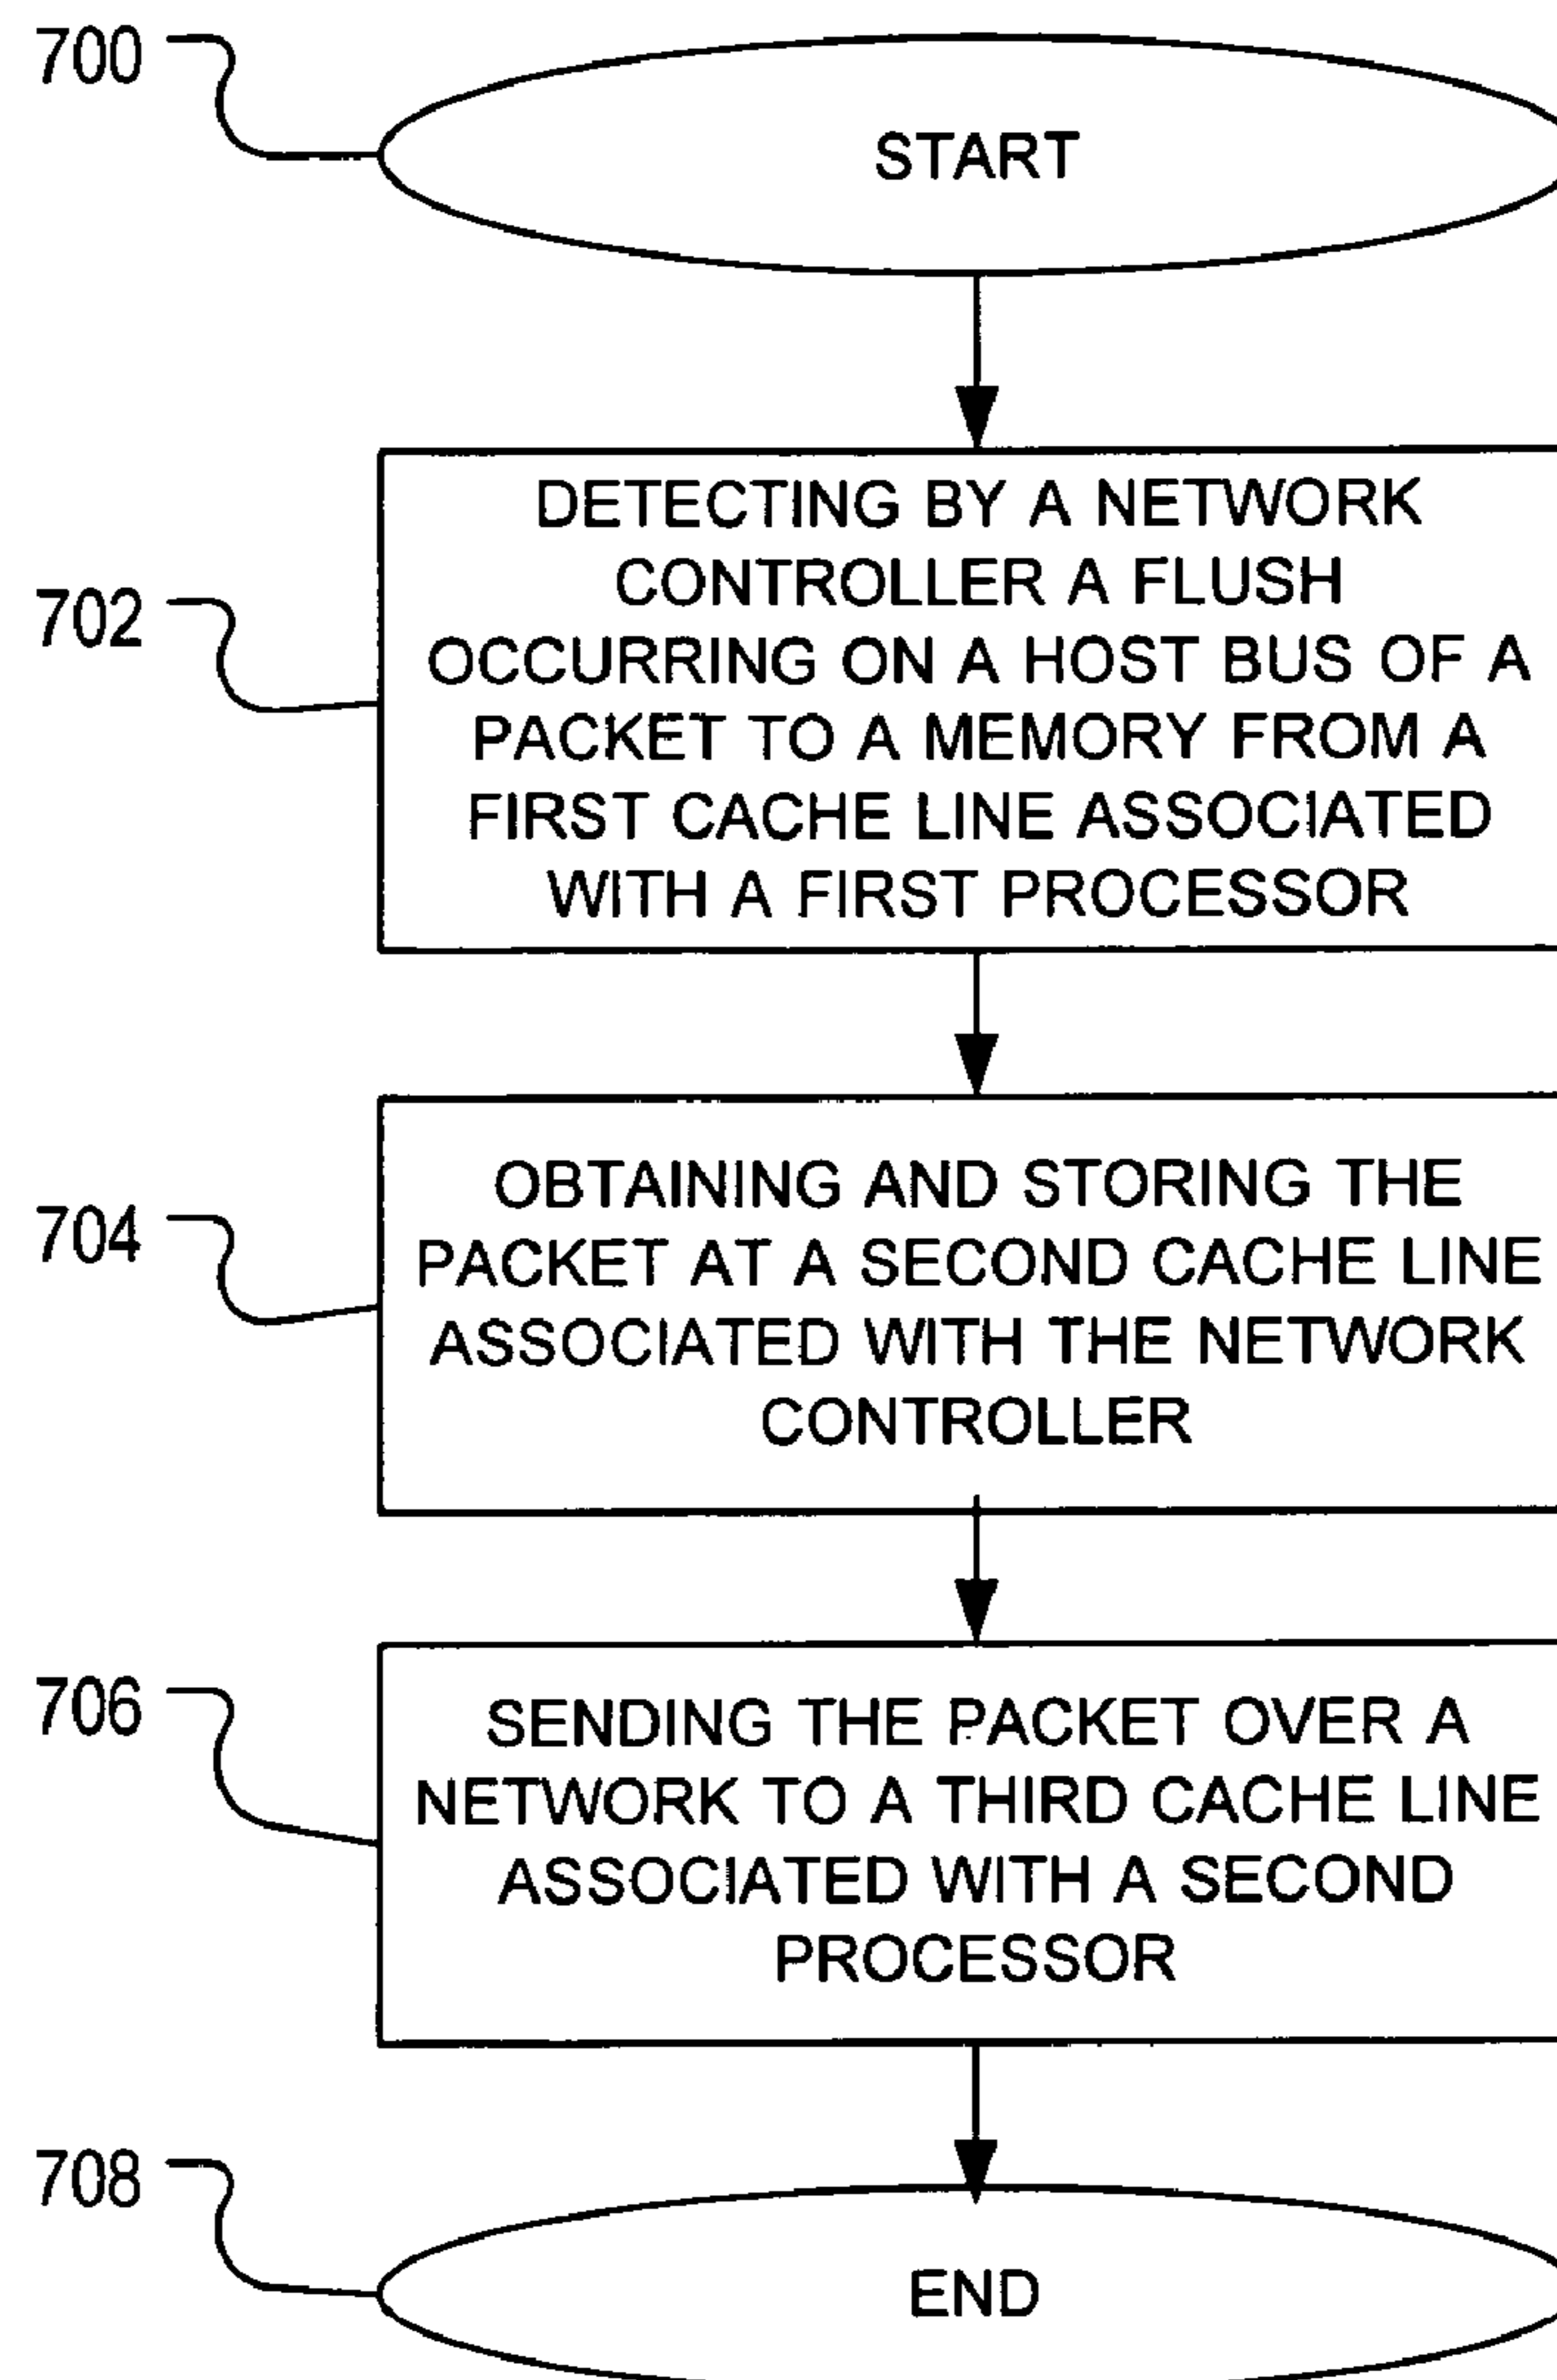 700
START
702
DETECTING BY A NETWORK
CONTROLLER A FLUSH
OCCURRING ON A HOST BUS OF A
PACKET TO A MEMORY FROM A
FIRST CACHE LINE ASSOCIATED
WITH A FIRST PROCESSOR
704
OBTAINING AND STORING THE
PACKET AT A SECOND CACHE LINE
ASSOCIATED WITH THE NETWORK
CONTROLLER
706
SENDING THE PACKET OVER A
NETWORK TO A THIRD CACHE LINE
ASSOCIATED WITH A SECOND
PROCESSOR
708
END